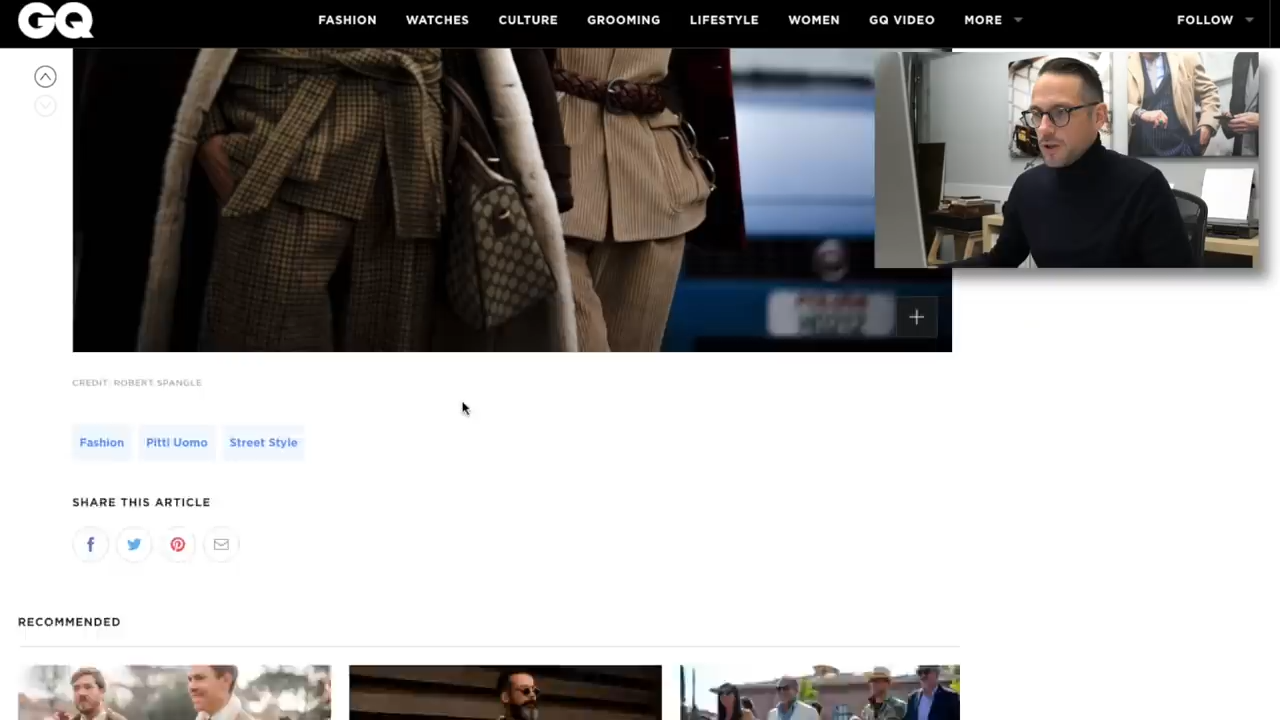 GQ
FASHION WATCHES CULTURE GROOMING LIFESTYLE WOMEN GQ VIDEO MORE FOLLOW
CREDIT: ROBERT SPANGLE
Fashion Pitti Uomo Street Style
SHARE THIS ARTICLE
RECOMMENDED